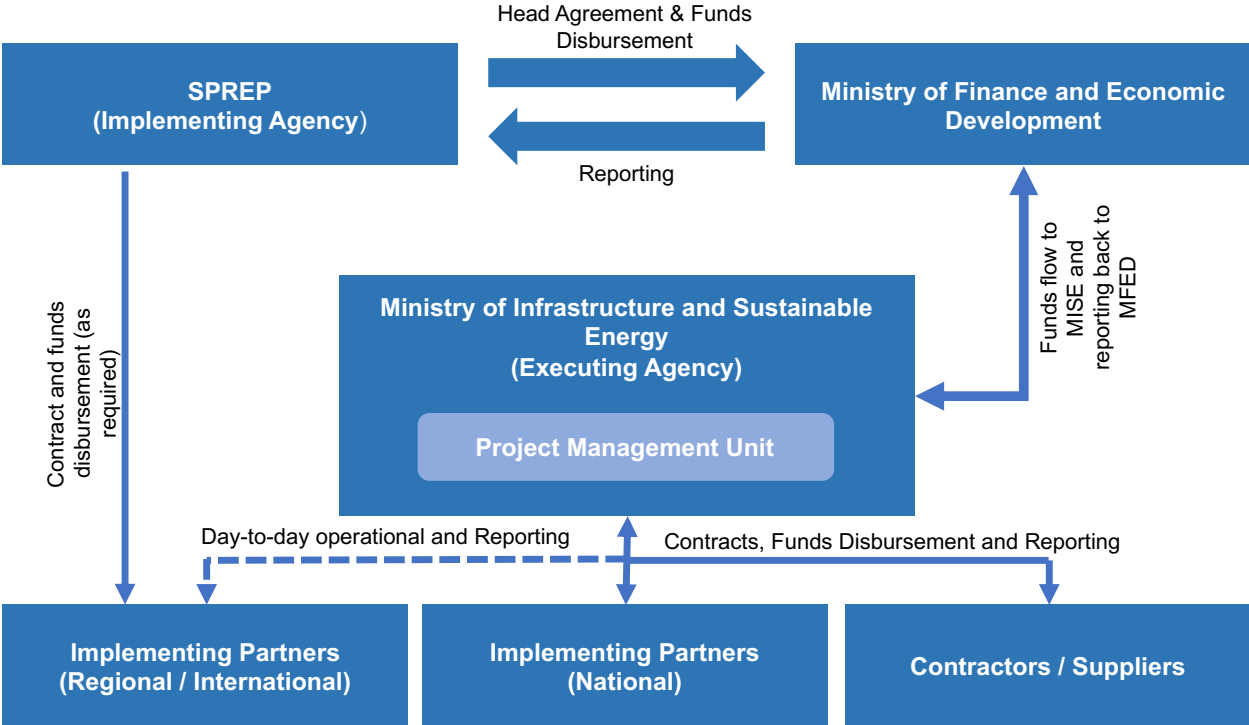 Head Agreement & Funds
Disbursement
SPREP
(Implementing Agency)
Ministry of Finance and Economic
Development
Reporting
Contract and funds
disbursement (as
required)
Funds flow to
MISE and
reporting back to
MFED
Ministry of Infrastructure and Sustainable
Energy
(Executing Agency)
Project Management Unit
Day-to-day operational and Reporting
Contracts, Funds Disbursement and Reporting
Implementing Partners
(Regional / International)
Implementing Partners
(National)
Contractors / Suppliers